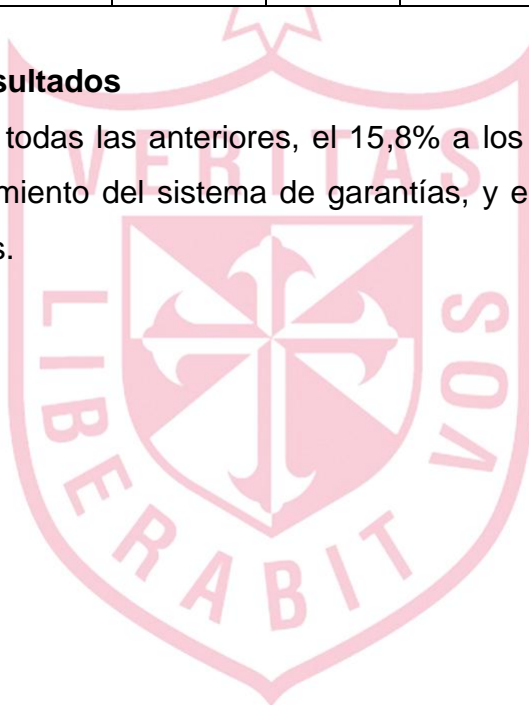 sultados
todas las anteriores, el 15,8% a los
miento del sistema de garantías, y e
s.
VERITAS
LIBERABIT VOS